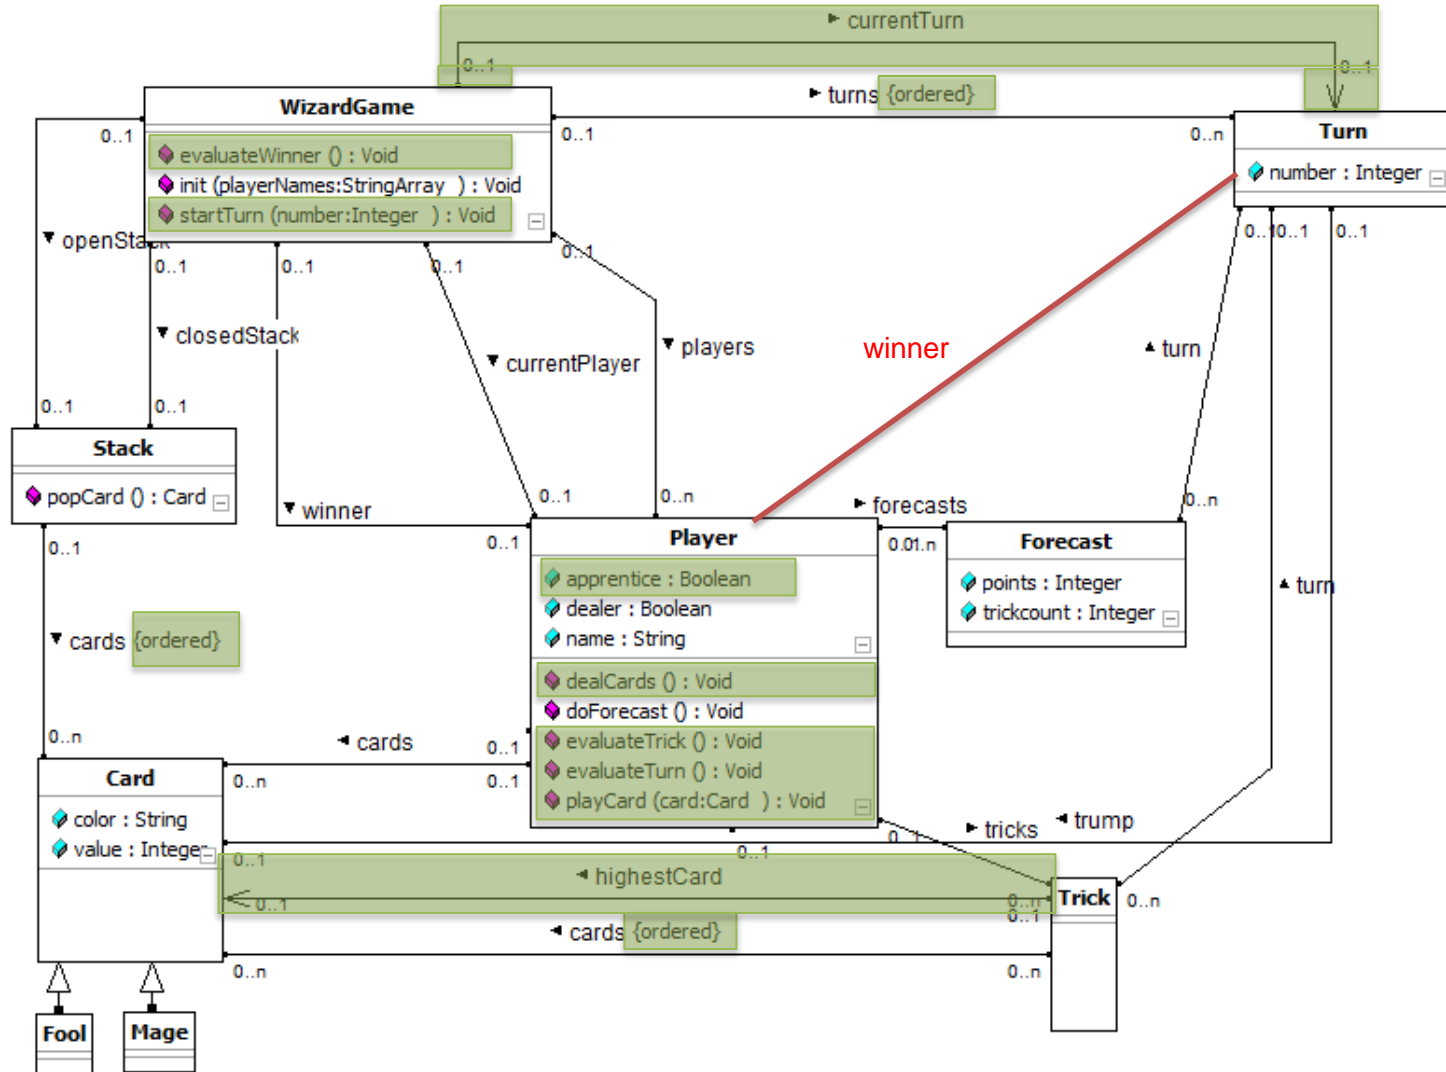 ► currentTurn
0..1
0..1
► turns {ordered}
WizardGame
evaluateWinner () : Void
init (playerNames:StringArray ) : Void
startTurn (number:Integer ) : Void
0..1
0..1
0..n
Turn
number : Integer
▼ openStack
0..1
0..1
0..1
0..1
0..1
0..1
0..1
▼ closedStack
▼ currentPlayer
▼ players
winner
▲ turn
0..1
0..1
Stack
popCard () : Card
▼ winner
0..1
0..n
► forecasts
0..n
0..1
0..1
Player
apprentice : Boolean
dealer : Boolean
name : String
dealCards () : Void
doForecast () : Void
evaluateTrick () : Void
evaluateTurn () : Void
playCard (card:Card ) : Void
0.01.n
Forecast
points : Integer
trickcount : Integer
▲ turn
▼ cards {ordered}
0..n
◄ cards
0..1
0..n
0..1
Card
color : String
value : Integer
► tricks
◄ trump
0..1
0..1
0..1
◄ highestCard
0..1
0..n
0..1
Trick
0..n
◄ cards {ordered}
0..n
0..n
Fool
Mage